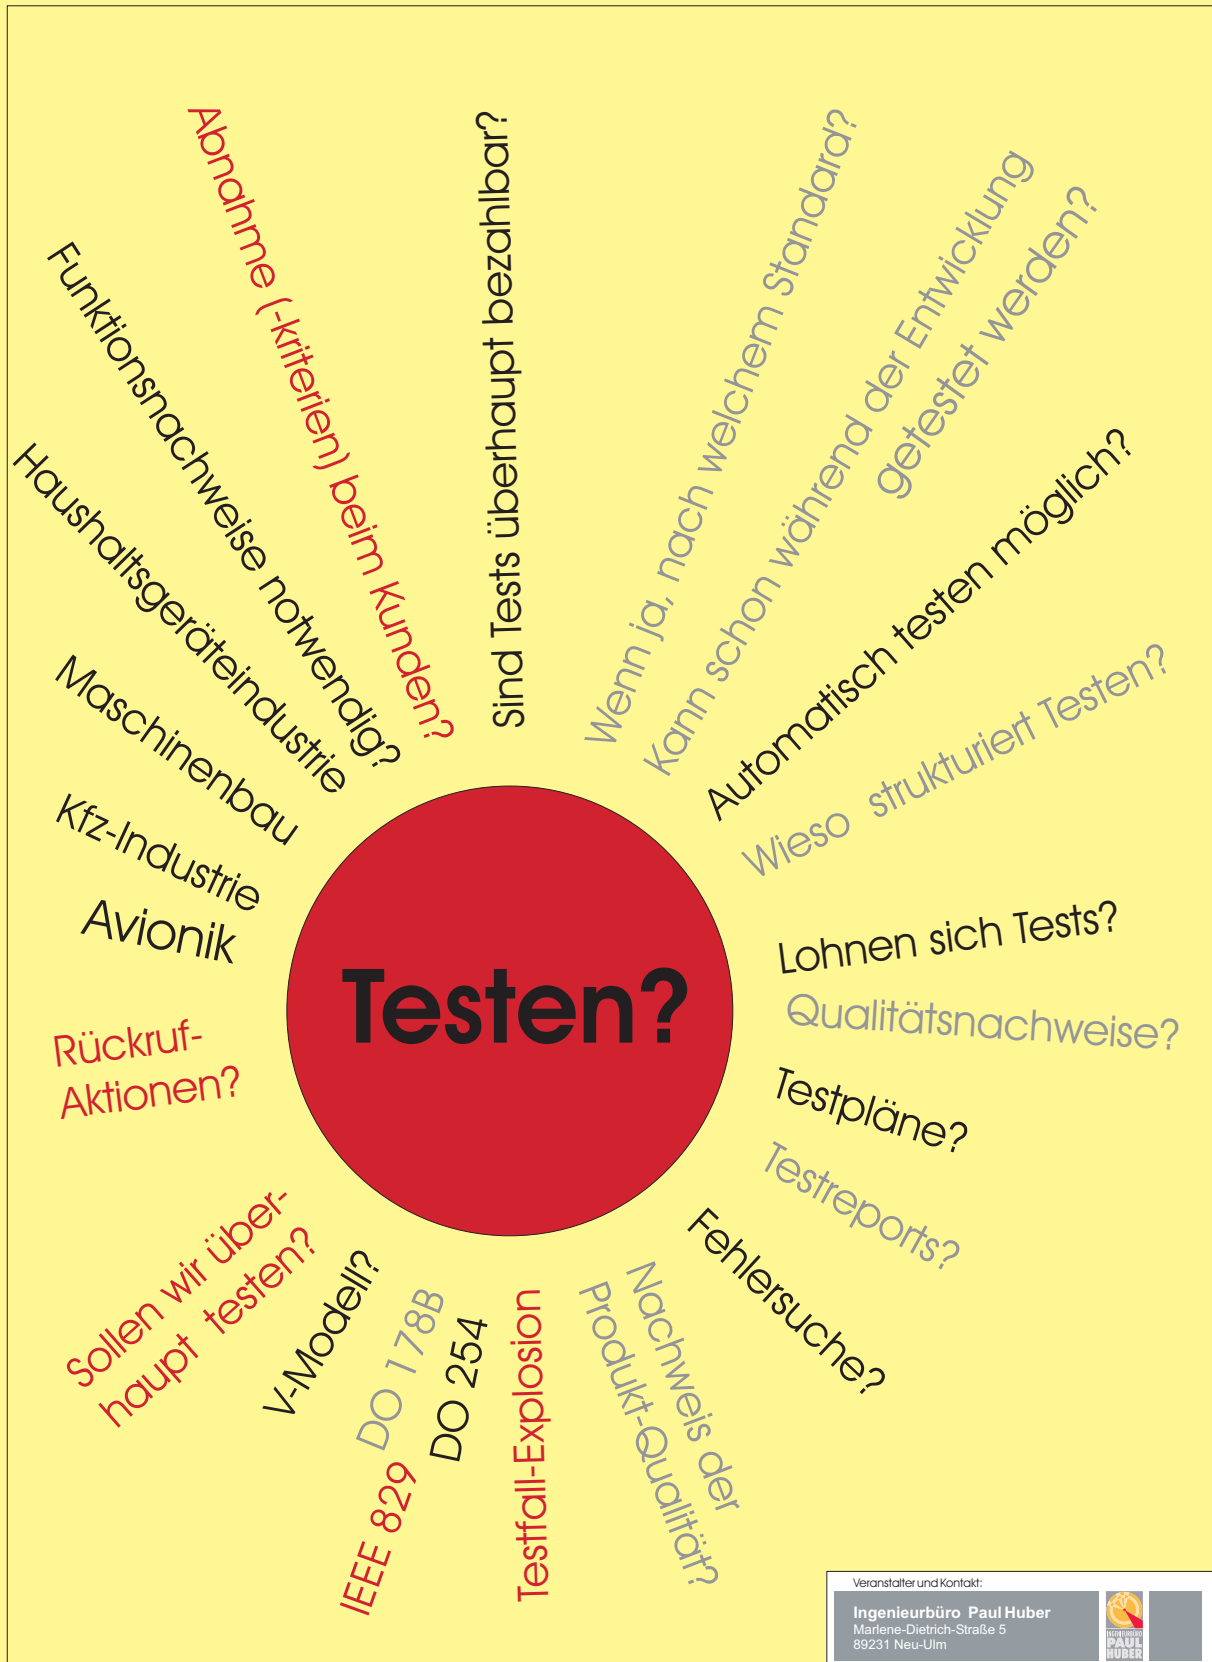 Abnahme (-kriterien) beim Kunden?
Sind Tests überhaupt bezahlbar?
Wenn ja, nach welchem Standard?
Kann schon während der Entwicklung
getestet werden?
Automatisch testen möglich?
Wieso strukturiert Testen?
Lohnen sich Tests?
Qualitätsnachweise?
Testpläne?
Testreports?
Fehlersuche?
Nachweis der
Produkt-Qualität?
Testfall-Explosion
DO 254
DO 178B
IEEE 829
V-Modell?
Sollen wir über-
haupt testen?
Rückruf-
Aktionen?
Avionik
Kfz-Industrie
Maschinenbau
Haushaltsgeräteindustrie
Funktionsnachweise notwendig?
Testen?
Veranstalter und Kontakt:
Ingenieurbüro Paul Huber
Marlene-Dietrich-Straße 5
89231 Neu-Ulm
INGENIEURBÜRO
PAUL
HUBER